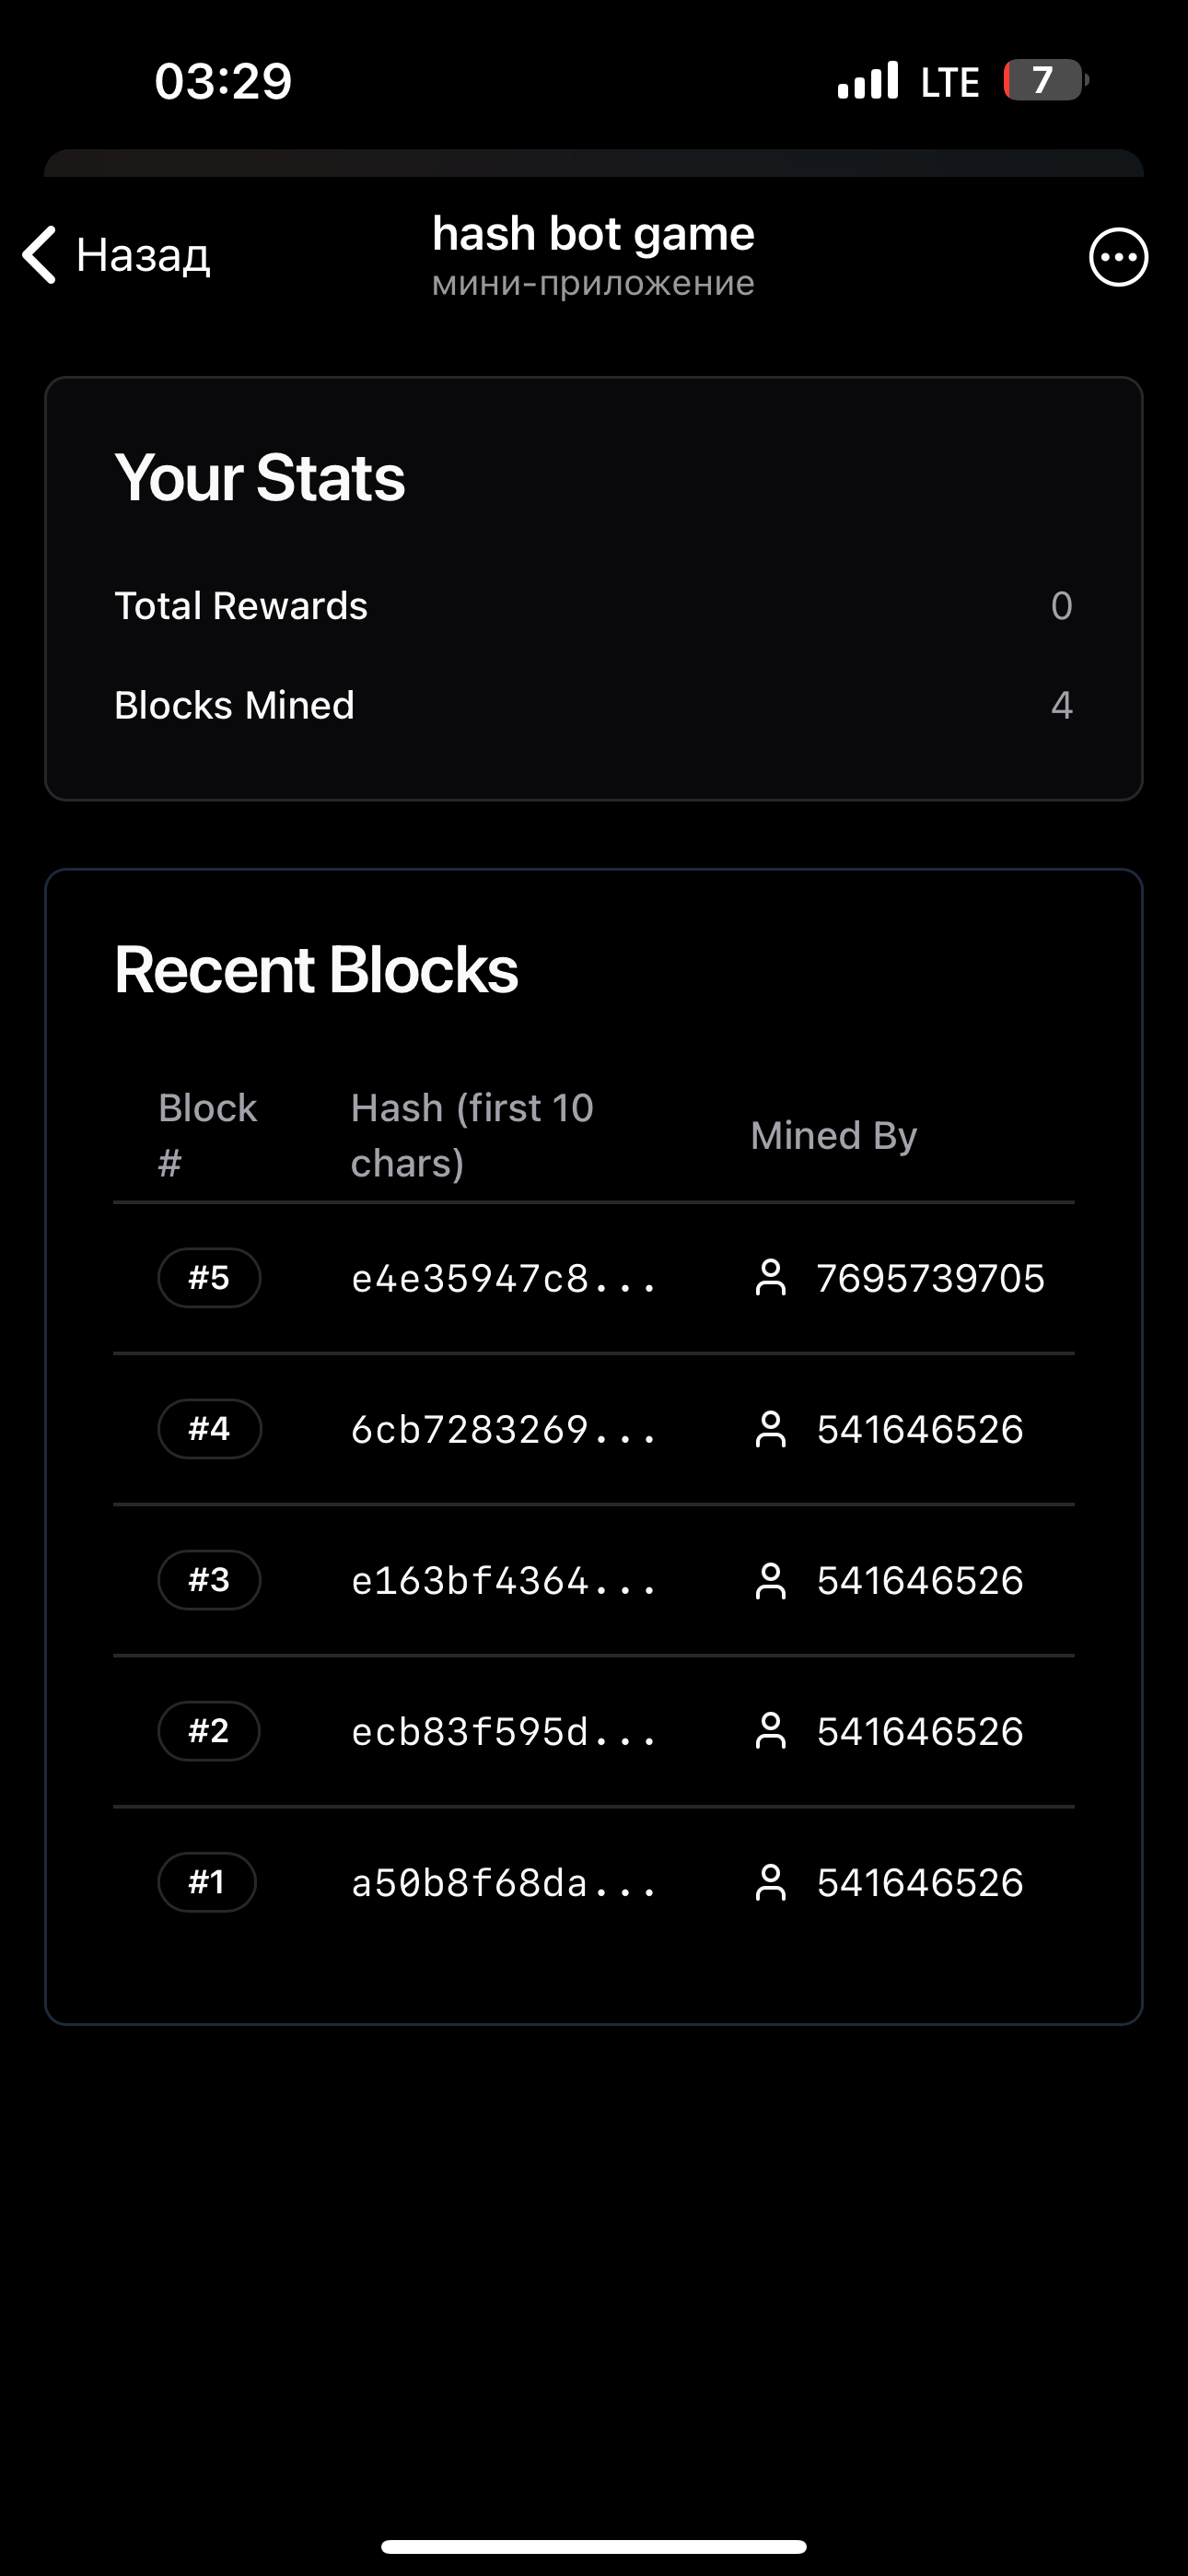 03:29
LTE 7
Назад
hash bot game
мини-приложение
Your Stats
Total Rewards 0
Blocks Mined 4
Recent Blocks
Block # Hash (first 10 chars) Mined By
#5 e4e35947c8... 7695739705
#4 6cb7283269... 541646526
#3 e163bf4364... 541646526
#2 ecb83f595d... 541646526
#1 a50b8f68da... 541646526